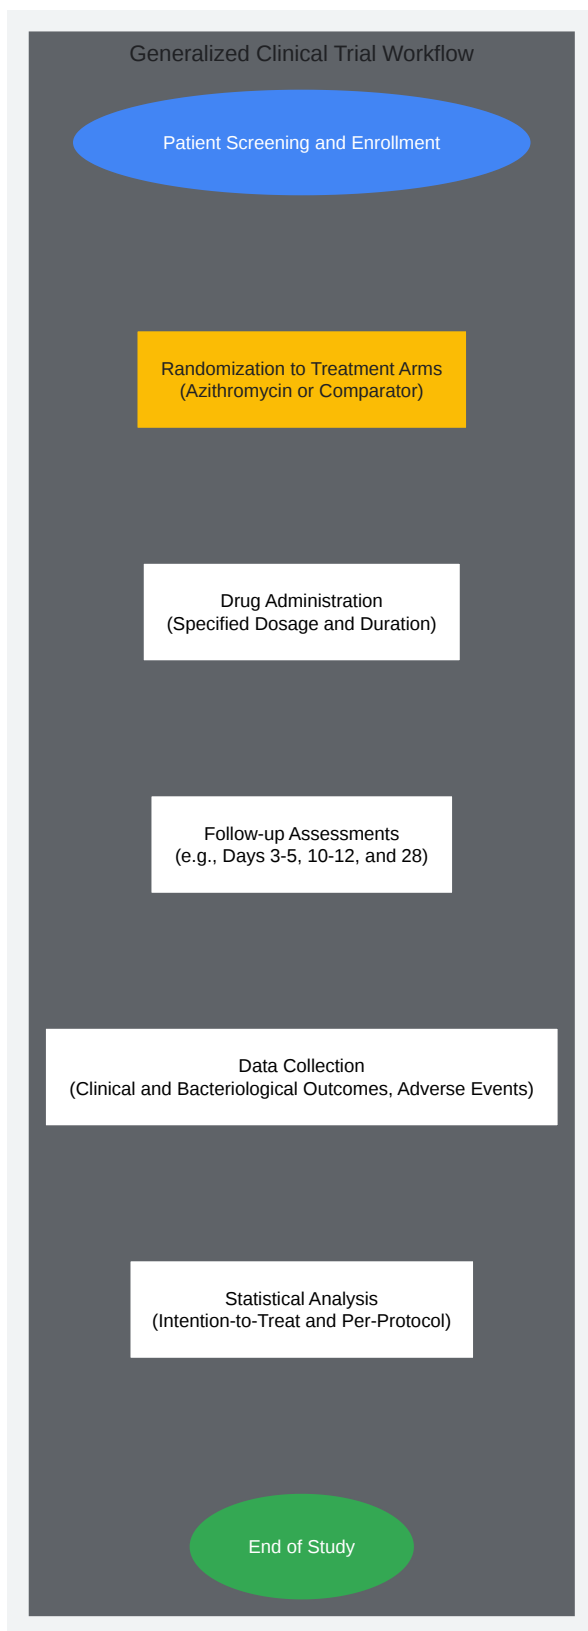 Generalized Clinical Trial Workflow
Patient Screening and Enrollment
Randomization to Treatment Arms
(Azithromycin or Comparator)
Drug Administration
(Specified Dosage and Duration)
Follow-up Assessments
(e.g., Days 3-5, 10-12, and 28)
Data Collection
(Clinical and Bacteriological Outcomes, Adverse Events)
Statistical Analysis
(Intention-to-Treat and Per-Protocol)
End of Study